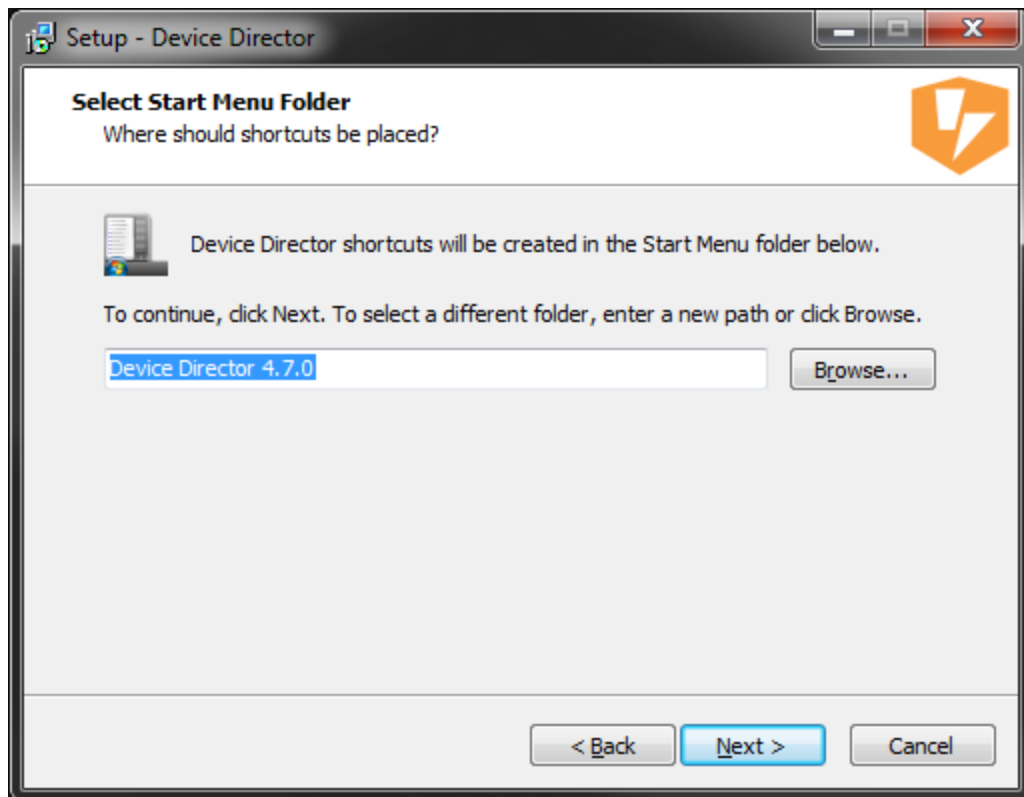 Setup - Device Director
Select Start Menu Folder
Where should shortcuts be placed?
Device Director shortcuts will be created in the Start Menu folder below.
To continue, click Next. To select a different folder, enter a new path or click Browse.
Device Director 4.7.0
Browse...
< Back
Next >
Cancel